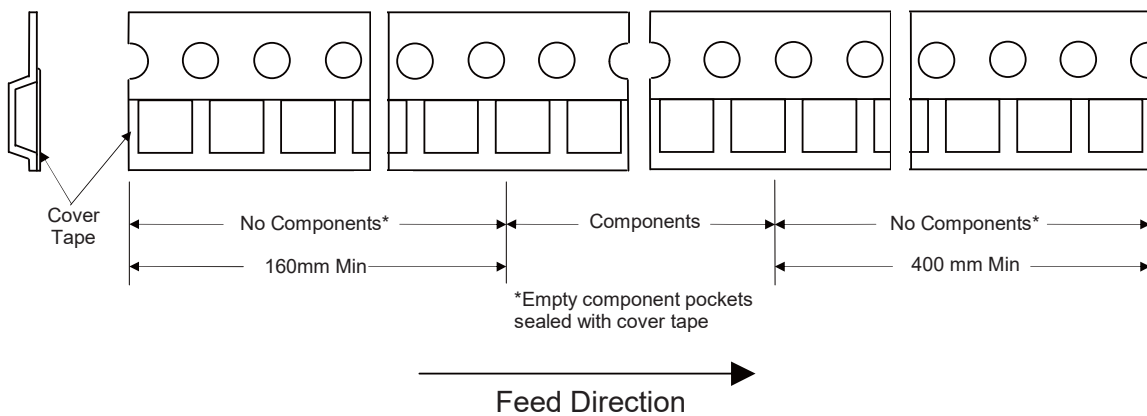 Cover
Tape
No Components*
Components
No Components*
160mm Min
400 mm Min
*Empty component pockets
sealed with cover tape
Feed Direction